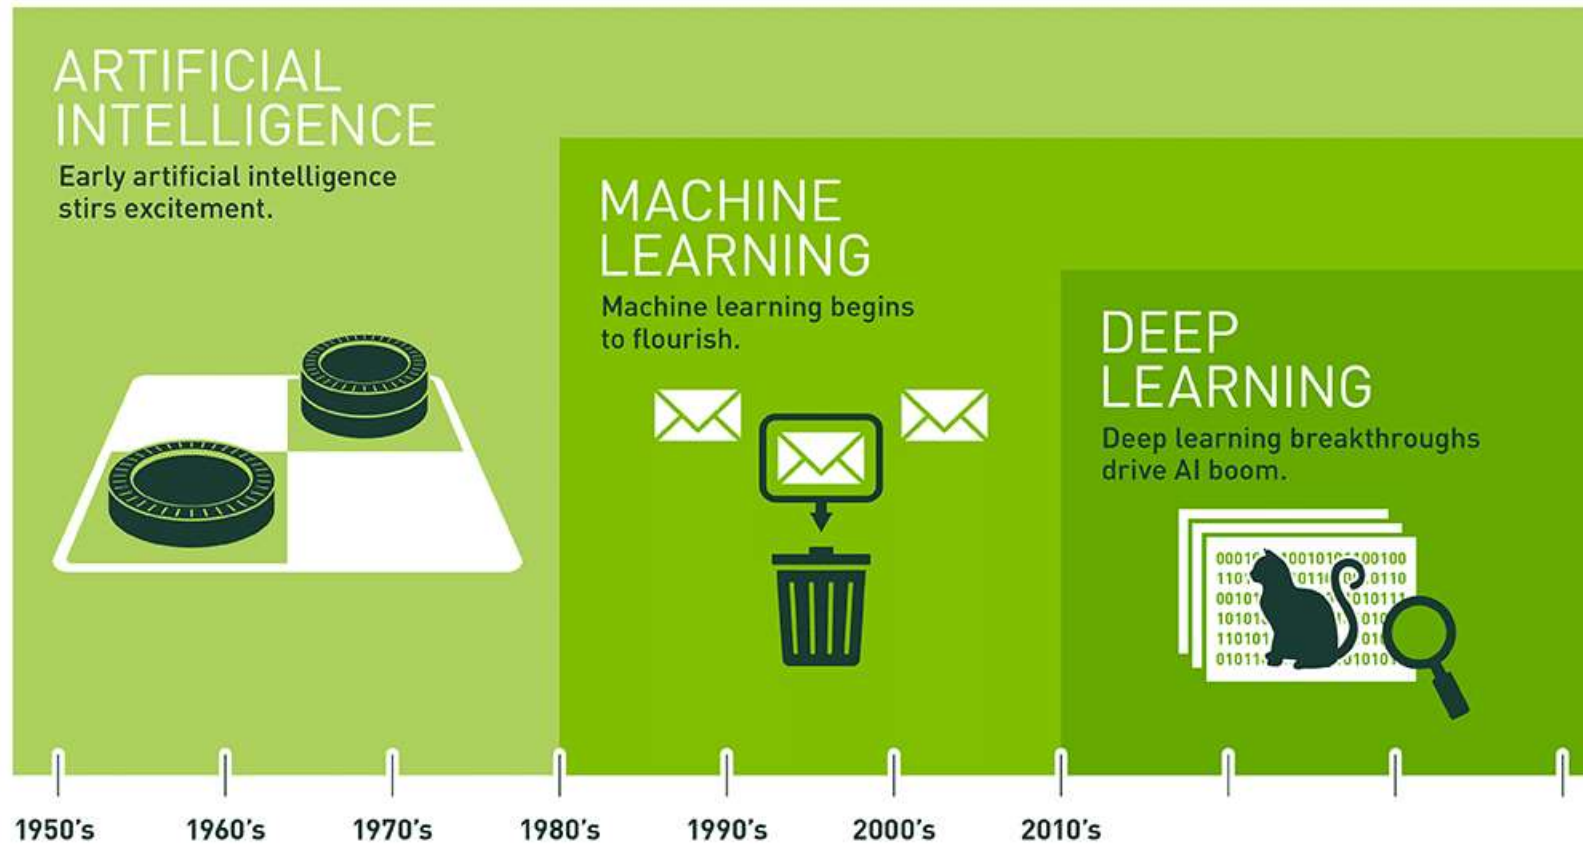 ARTIFICIAL
INTELLIGENCE
Early artificial intelligence
stirs excitement.
MACHINE
LEARNING
Machine learning begins
to flourish.
DEEP
LEARNING
Deep learning breakthroughs
drive AI boom.
1950's
1960's
1970's
1980's
1990's
2000's
2010's